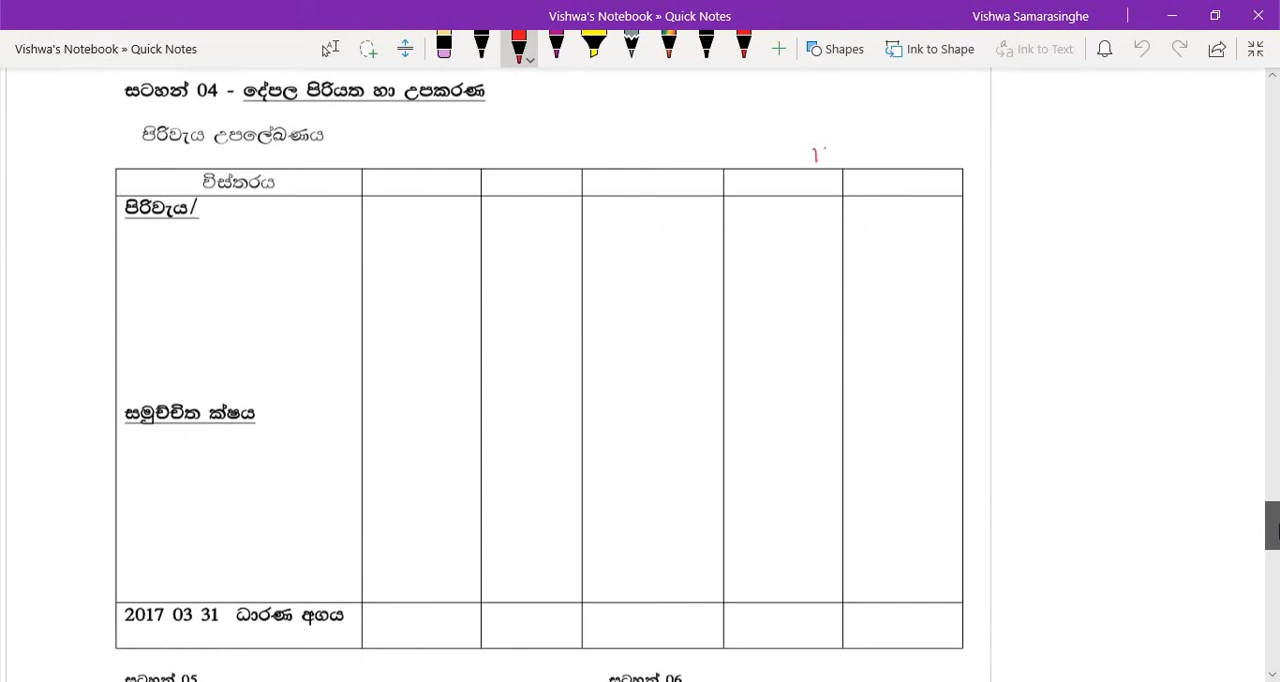 Vishwa's Notebook » Quick Notes
Vishwa Samarasinghe
Vishwa's Notebook » Quick Notes
Shapes
Ink to Shape
Ink to Text
සටහන් 04 - දේපල පිරියත හා උපකරණ
පිරිවැය උපලේඛණය
විස්තරය
පිරිවැය/
සමුච්චිත ක්ෂය
2017 03 31 ධාරණ අගය
සටහන් 05
සටහන් 06